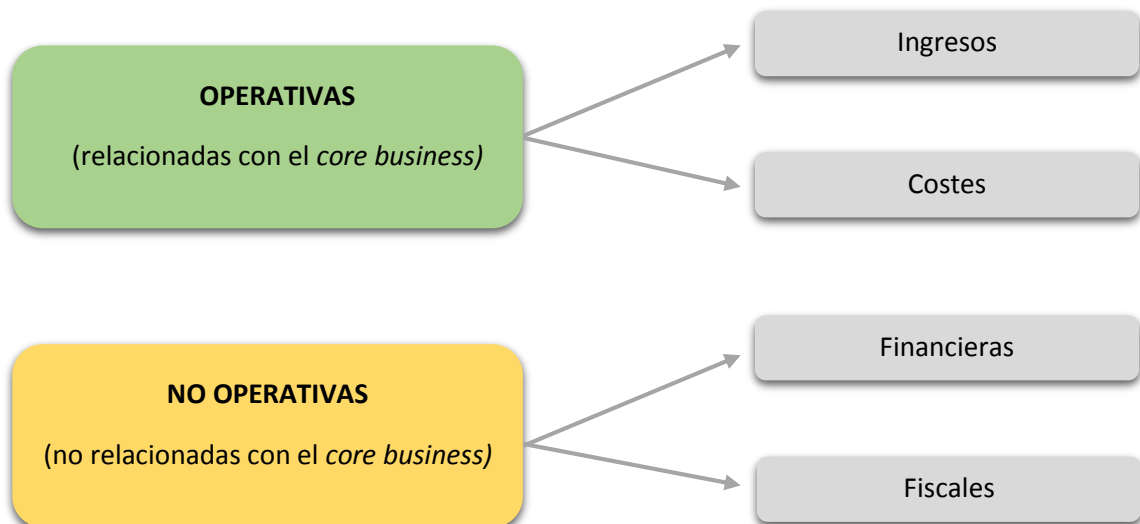 OPERATIVAS
(relacionadas con el core business)
Ingresos
Costes
NO OPERATIVAS
(no relacionadas con el core business)
Financieras
Fiscales